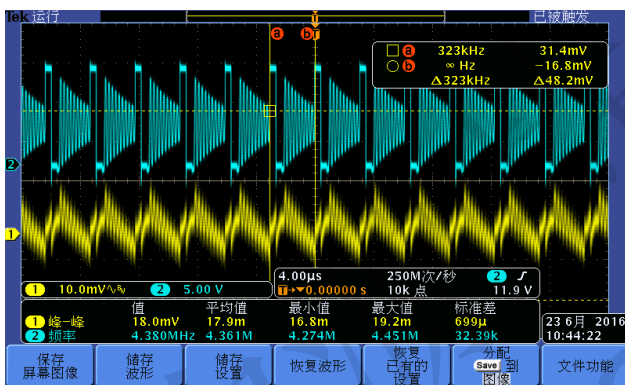 Tek 运行 T 已被触发
a b T
a 323kHz 31.4mV
b ∞ Hz −16.8mV
Δ323kHz Δ48.2mV
2
1
1 10.0mV 2 5.00 V
4.00μs 250M次/秒 2
T→▼0.00000 s 10k 点 11.9 V
值 平均值 最小值 最大值 标准差
1 峰−峰 18.0mV 17.9m 16.8m 19.2m 699μ
2 频率 4.380MHz 4.361M 4.274M 4.451M 32.39k
23 6月 2016
10:44:22
保存
屏幕图像
储存
波形
储存
设置
恢复波形
恢复
已有的
设置
分配
Save 到
图像
文件功能